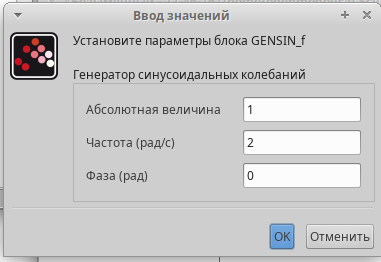 Ввод значений
Установите параметры блока GENSIN_f
Генератор синусоидальных колебаний
Абсолютная величина 1
Частота (рад/с) 2
Фаза (рад) 0
OK Отменить